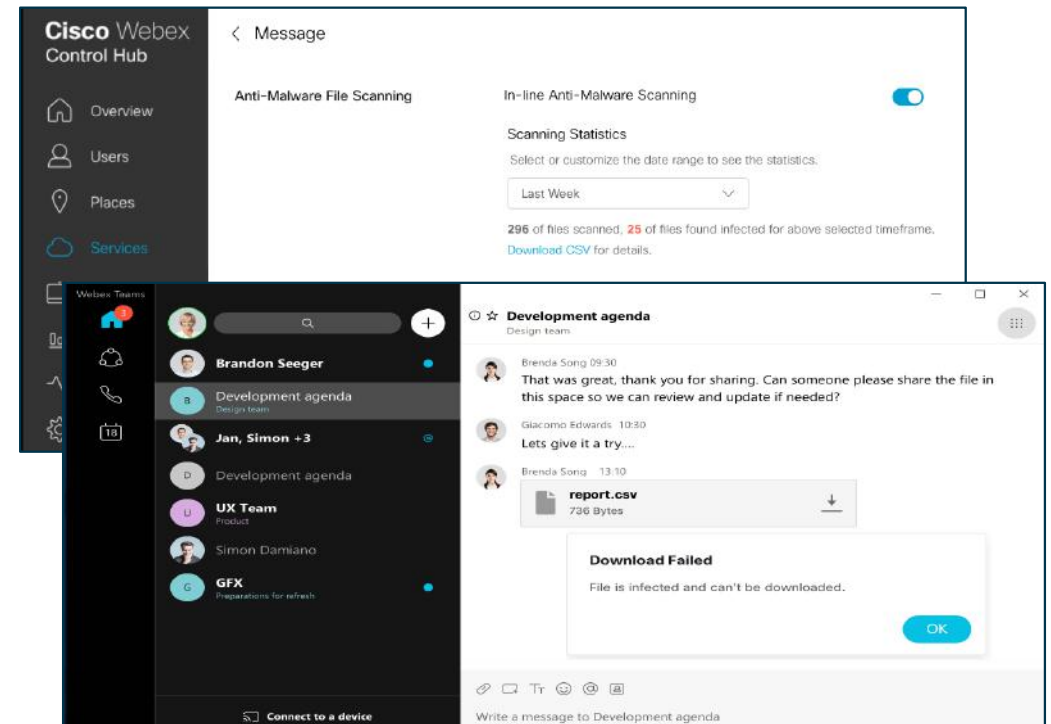 Cisco Webex
Control Hub
Overview
Users
Places
Services
< Message
Anti-Malware File Scanning
In-line Anti-Malware Scanning
Scanning Statistics
Select or customize the date range to see the statistics.
Last Week
296 of files scanned, 25 of files found infected for above selected timeframe.
Download CSV for details.
Webex Teams
3
18
+
Brandon Seeger
B
Development agenda
Design team
Jan, Simon +3
D
Development agenda
U
UX Team
Product
Simon Damiano
G
GFX
Preparations for refresh
Connect to a device
Development agenda
Design team
Brenda Song 09:30
That was great, thank you for sharing. Can someone please share the file in
this space so we can review and update if needed?
Giacomo Edwards 10:30
Lets give it a try....
Brenda Song 13:10
report.csv
736 Bytes
Download Failed
File is infected and can't be downloaded.
OK
Write a message to Development agenda